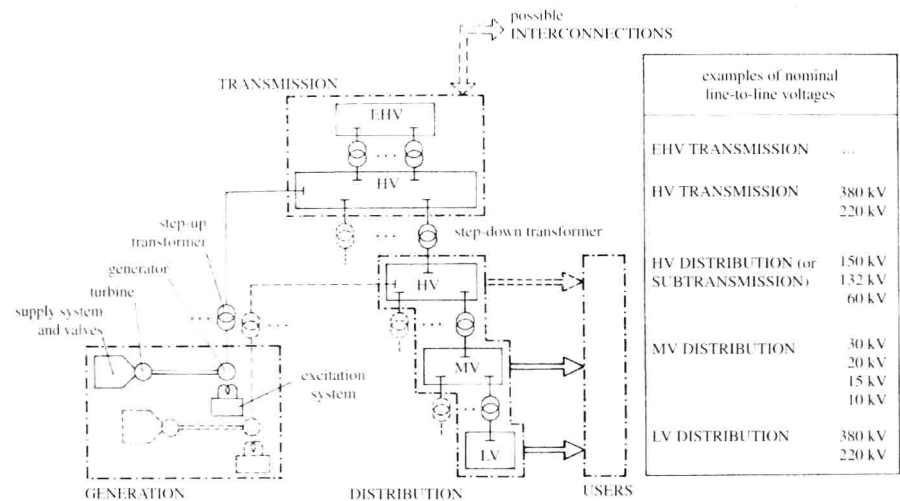 possible
INTERCONNECTIONS
TRANSMISSION
EHV
...
HV
step-up
transformer
generator
turbine
supply system
and valves
...
step-down transformer
HV
...
...
...
MV
excitation
system
...
LV
GENERATION
DISTRIBUTION
USERS
examples of nominal
line-to-line voltages
EHV TRANSMISSION ...
HV TRANSMISSION 380 kV
220 kV
HV DISTRIBUTION (or 150 kV
SUBTRANSMISSION) 132 kV
60 kV
MV DISTRIBUTION 30 kV
20 kV
15 kV
10 kV
LV DISTRIBUTION 380 kV
220 kV